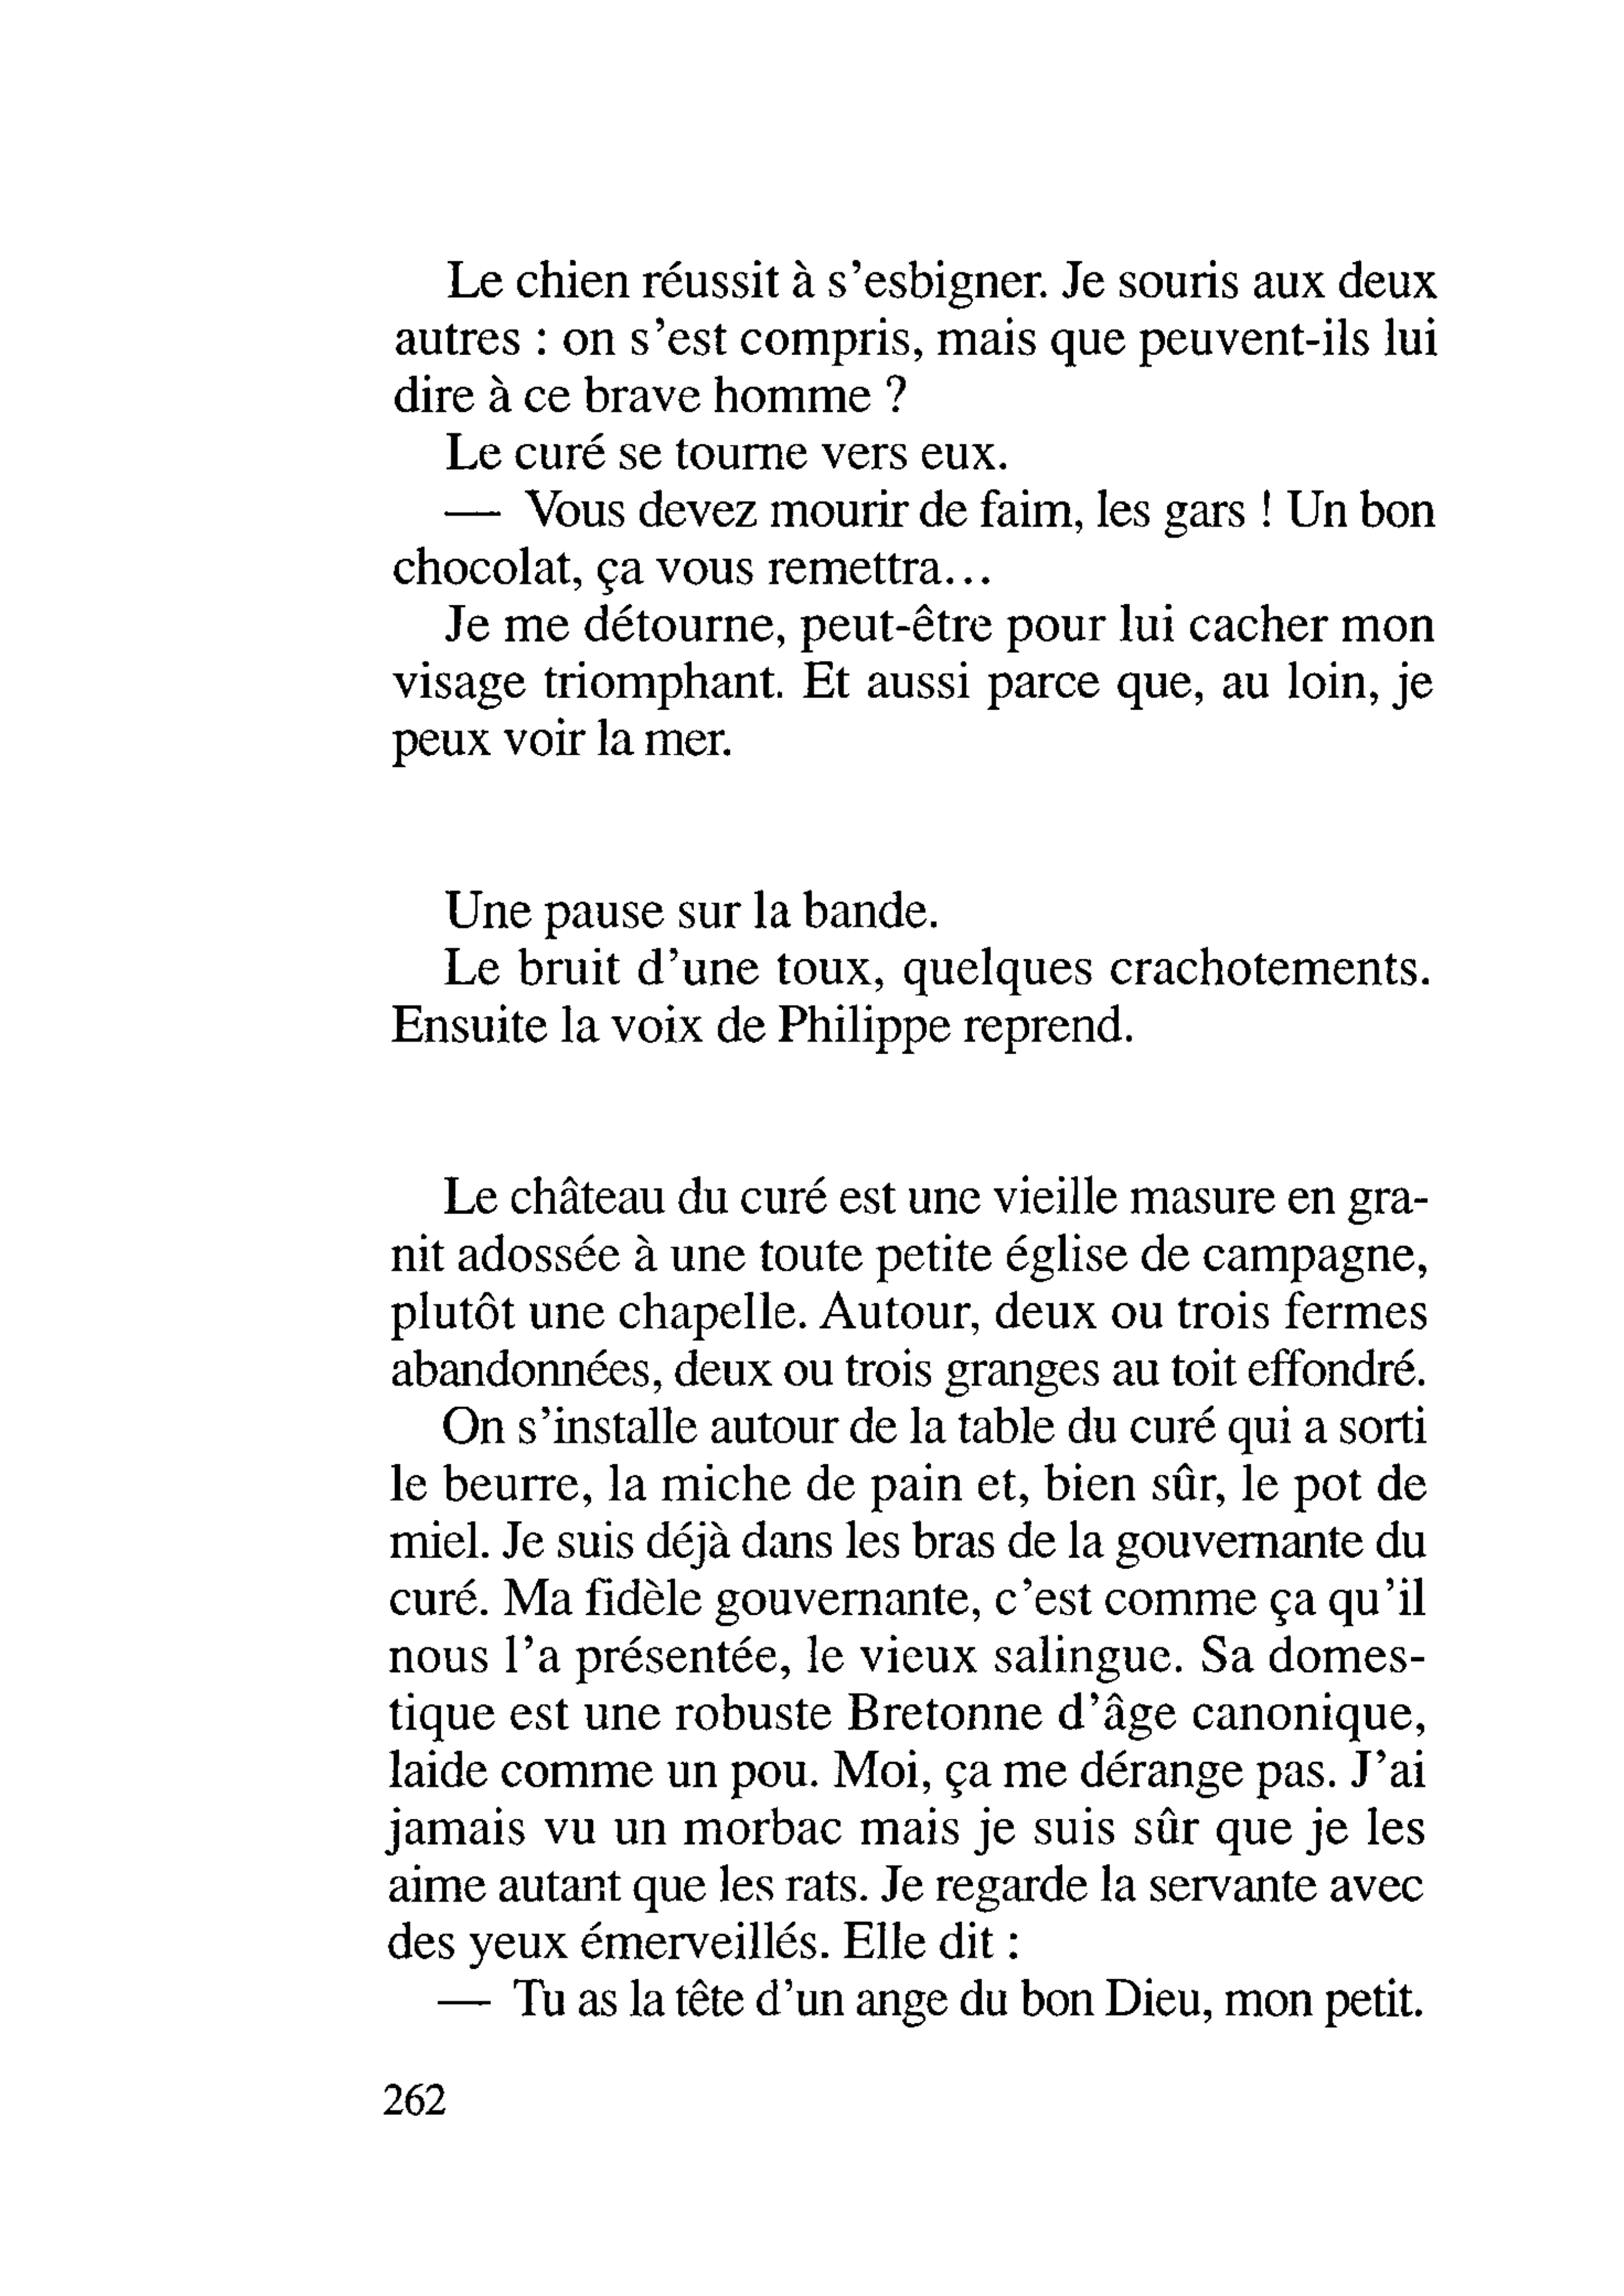 Le chien réussit à s'esbigner. Je souris aux deux
autres : on s'est compris, mais que peuvent-ils lui
dire à ce brave homme ?
Le curé se tourne vers eux.
— Vous devez mourir de faim, les gars ! Un bon
chocolat, ça vous remettra...
Je me détourne, peut-être pour lui cacher mon
visage triomphant. Et aussi parce que, au loin, je
peux voir la mer.
Une pause sur la bande.
Le bruit d'une toux, quelques crachotements.
Ensuite la voix de Philippe reprend.
Le château du curé est une vieille masure en gra-
nit adossée à une toute petite église de campagne,
plutôt une chapelle. Autour, deux ou trois fermes
abandonnées, deux ou trois granges au toit effondré.
On s'installe autour de la table du curé qui a sorti
le beurre, la miche de pain et, bien sûr, le pot de
miel. Je suis déjà dans les bras de la gouvernante du
curé. Ma fidèle gouvernante, c'est comme ça qu'il
nous l'a présentée, le vieux salingue. Sa domes-
tique est une robuste Bretonne d'âge canonique,
laide comme un pou. Moi, ça me dérange pas. J'ai
jamais vu un morbac mais je suis sûr que je les
aime autant que les rats. Je regarde la servante avec
des yeux émerveillés. Elle dit :
— Tu as la tête d'un ange du bon Dieu, mon petit.
262